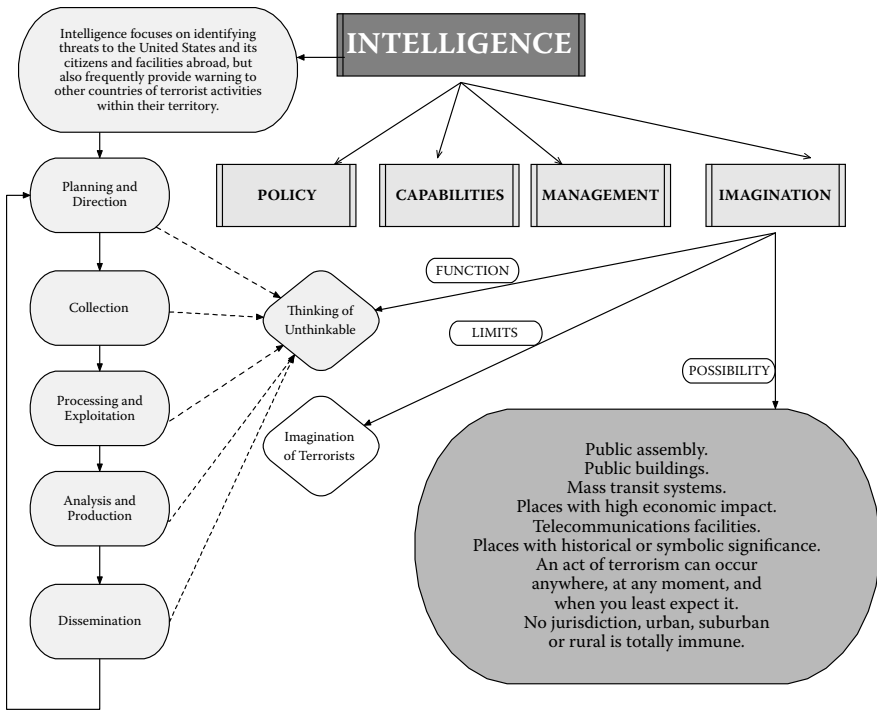 INTELLIGENCE
Intelligence focuses on identifying
threats to the United States and its
citizens and facilities abroad, but
also frequently provide warning to
other countries of terrorist activities
within their territory.
POLICY
CAPABILITIES
MANAGEMENT
IMAGINATION
Planning and
Direction
Collection
Processing and
Exploitation
Analysis and
Production
Dissemination
FUNCTION
Thinking of
Unthinkable
LIMITS
Imagination
of Terrorists
POSSIBILITY
Public assembly.
Public buildings.
Mass transit systems.
Places with high economic impact.
Telecommunications facilities.
Places with historical or symbolic significance.
An act of terrorism can occur
anywhere, at any moment, and
when you least expect it.
No jurisdiction, urban, suburban
or rural is totally immune.